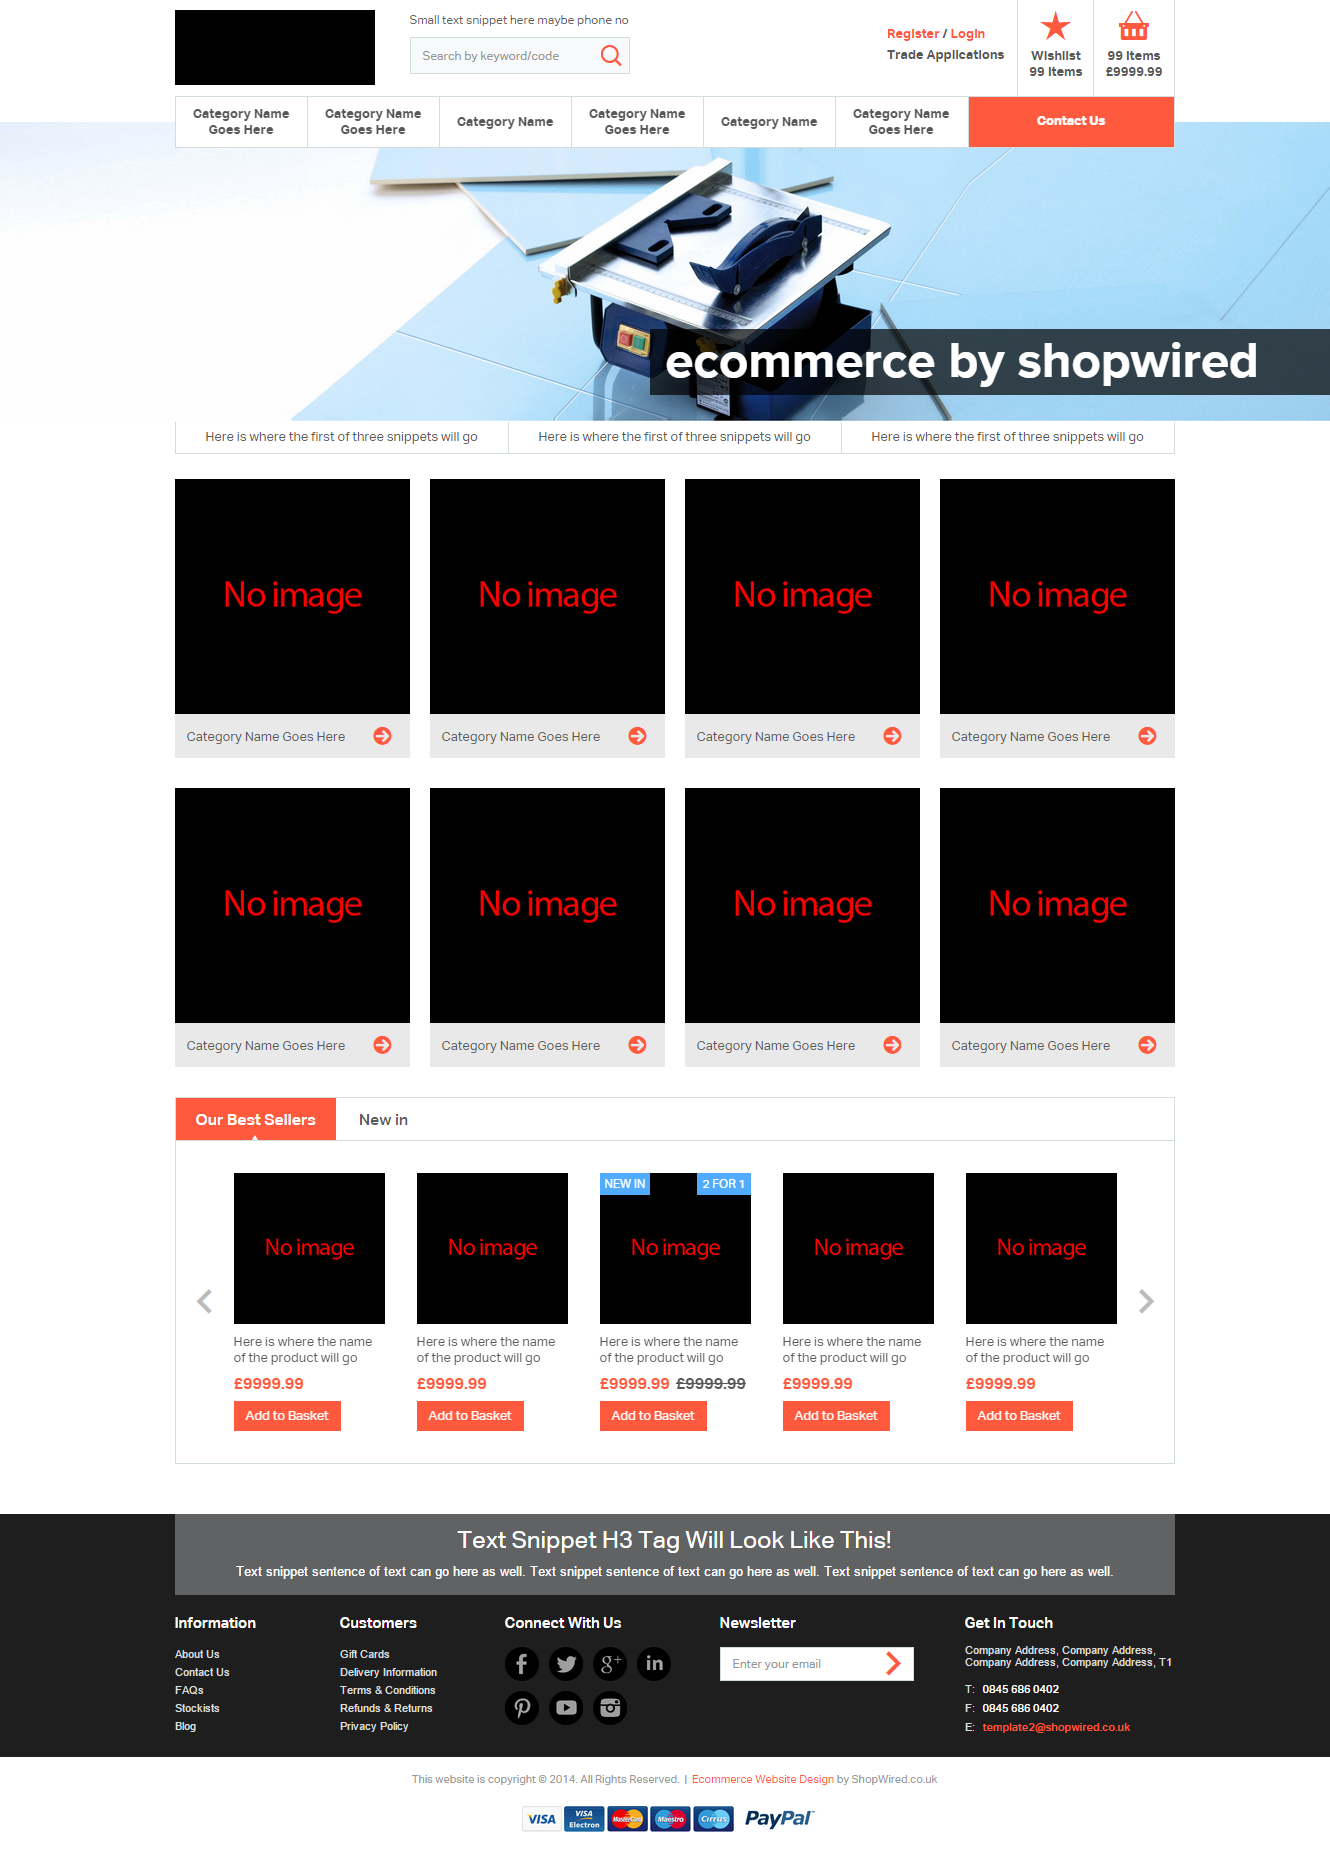 Small text snippet here maybe phone no
Search by keyword/code
Register / Login
Trade Applications
Wishlist
99 Items
99 Items
£9999.99
Category Name
Goes Here
Category Name
Goes Here
Category Name
Category Name
Goes Here
Category Name
Category Name
Goes Here
Contact Us
ecommerce by shopwired
Here is where the first of three snippets will go
Here is where the first of three snippets will go
Here is where the first of three snippets will go
No image
No image
No image
No image
Category Name Goes Here
Category Name Goes Here
Category Name Goes Here
Category Name Goes Here
No image
No image
No image
No image
Category Name Goes Here
Category Name Goes Here
Category Name Goes Here
Category Name Goes Here
Our Best Sellers
New in
No image
Here is where the name
of the product will go
£9999.99
Add to Basket
No image
Here is where the name
of the product will go
£9999.99
Add to Basket
NEW IN
2 FOR 1
No image
Here is where the name
of the product will go
£9999.99 £9999.99
Add to Basket
No image
Here is where the name
of the product will go
£9999.99
Add to Basket
No image
Here is where the name
of the product will go
£9999.99
Add to Basket
Text Snippet H3 Tag Will Look Like This!
Text snippet sentence of text can go here as well. Text snippet sentence of text can go here as well. Text snippet sentence of text can go here as well.
Information
About Us
Contact Us
FAQs
Stockists
Blog
Customers
Gift Cards
Delivery Information
Terms & Conditions
Refunds & Returns
Privacy Policy
Connect With Us
Newsletter
Enter your email
Get In Touch
Company Address, Company Address,
Company Address, Company Address, T1
T: 0845 686 0402
F: 0845 686 0402
E: template2@shopwired.co.uk
This website is copyright © 2014. All Rights Reserved. | Ecommerce Website Design by ShopWired.co.uk
VISA
VISA
Electron
MasterCard
Maestro
Cirrus
PayPal